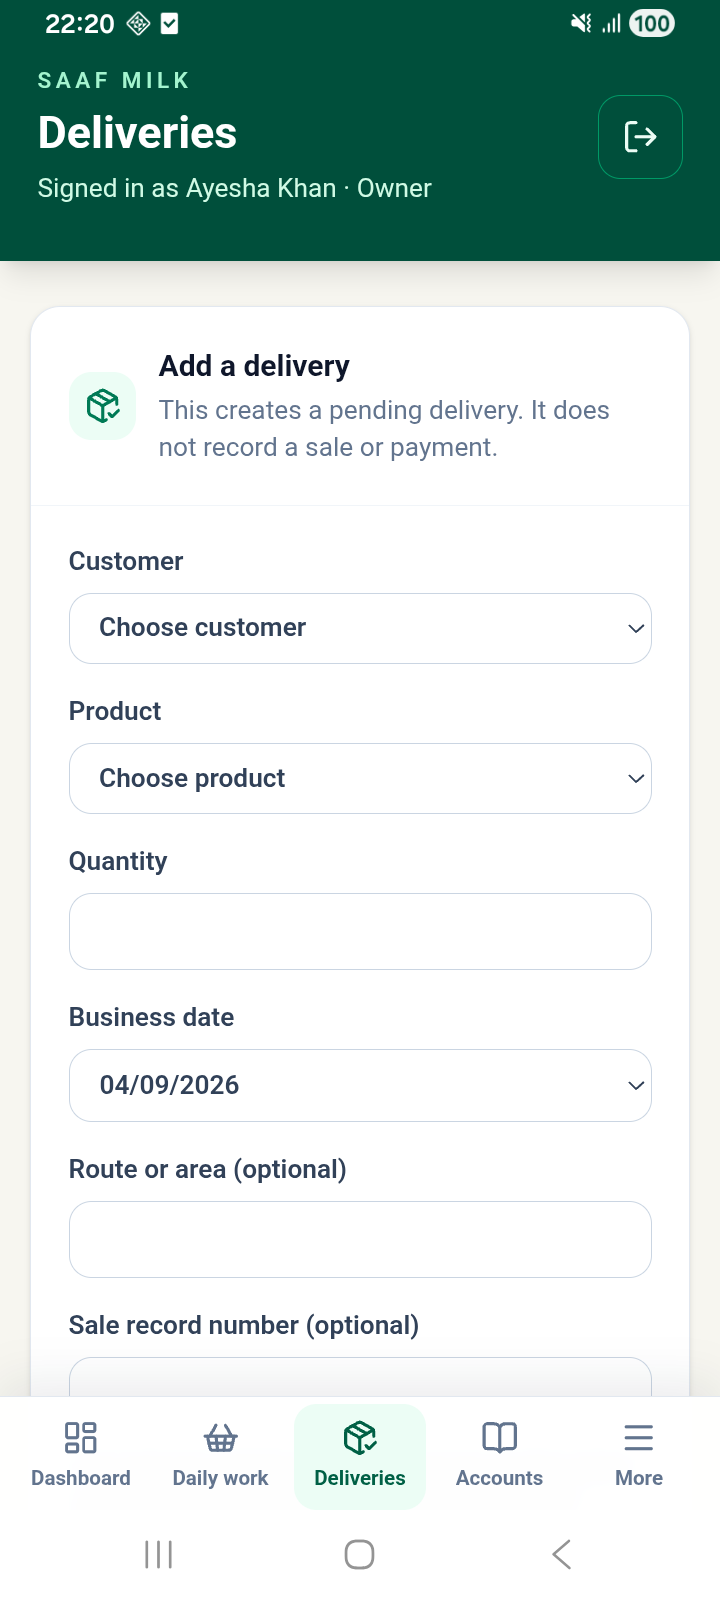 22:20
100
SAAF MILK
Deliveries
Signed in as Ayesha Khan · Owner
Add a delivery
This creates a pending delivery. It does
not record a sale or payment.
Customer
Choose customer
Product
Choose product
Quantity
Business date
04/09/2026
Route or area (optional)
Sale record number (optional)
Dashboard
Daily work
Deliveries
Accounts
More